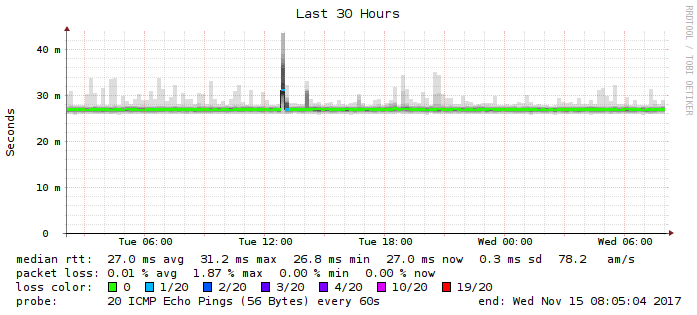 Last 30 Hours
RRDTOOL / TOBI OETIKER
Seconds
40 m
30 m
20 m
10 m
0
Tue 06:00 Tue 12:00 Tue 18:00 Wed 00:00 Wed 06:00
median rtt: 27.0 ms avg 31.2 ms max 26.8 ms min 27.0 ms now 0.3 ms sd 78.2 am/s
packet loss: 0.01 % avg 1.87 % max 0.00 % min 0.00 % now
loss color: 0 1/20 2/20 3/20 4/20 10/20 19/20
probe: 20 ICMP Echo Pings (56 Bytes) every 60s end: Wed Nov 15 08:05:04 2017